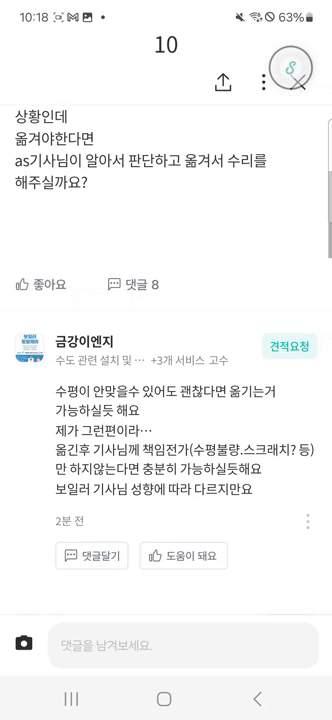 10:18
63%
10
상황인데
옮겨야한다면
as기사님이 알아서 판단하고 옮겨서 수리를
해주실까요?
좋아요 댓글 8
금강이엔지
견적요청
수도 관련 설치 및 … +3개 서비스 고수
수평이 안맞을수 있어도 괜찮다면 옮기는거
가능하실듯 해요
제가 그런편이라…
옮긴후 기사님께 책임전가(수평불량.스크래치? 등)
만 하지않는다면 충분히 가능하실듯해요
보일러 기사님 성향에 따라 다르지만요
2분 전
댓글달기 도움이 돼요
댓글을 남겨보세요.